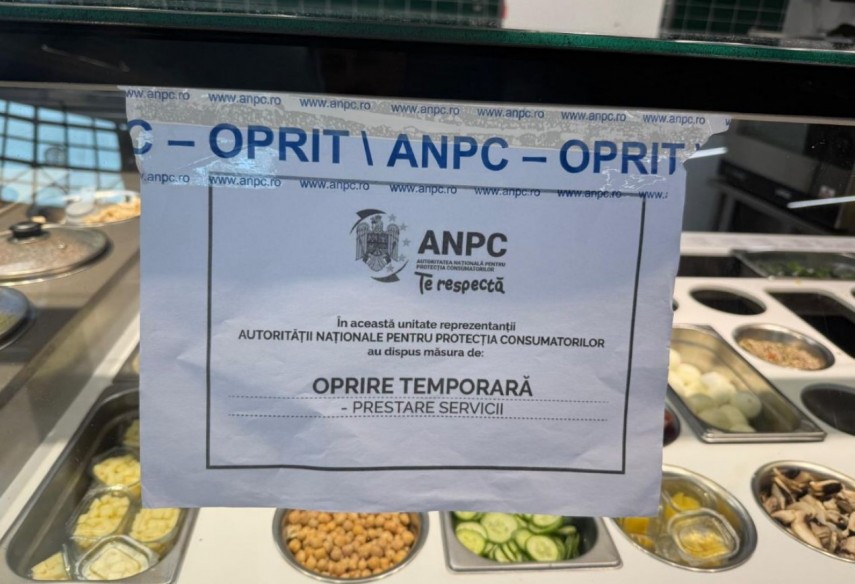 www.anpc.ro www.anpc.ro www.anpc.ro www.anpc.ro www.anpc.ro www.anpc.ro www.anpc.ro
C – OPRIT \ ANPC – OPRIT
www.anpc.ro www.anpc.ro www.anpc.ro www.anpc.ro www.anpc.ro
ANPC
AUTORITATEA NAȚIONALĂ PENTRU
PROTECȚIA CONSUMATORILOR
Te respectă
În această unitate reprezentanții
AUTORITĂȚII NAȚIONALE PENTRU PROTECȚIA CONSUMATORILOR
au dispus măsura de:
OPRIRE TEMPORARĂ
- PRESTARE SERVICII